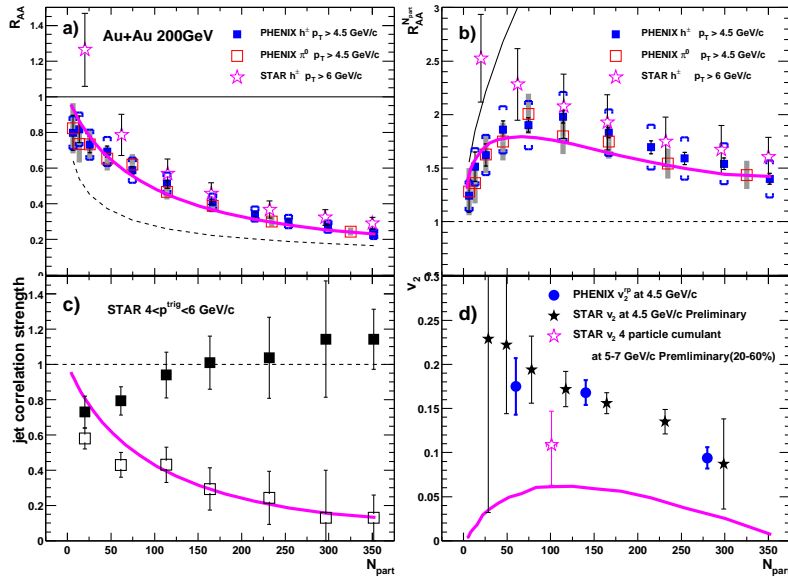 R_AA
1.4
1.2
1
0.8
0.6
0.4
0.2
0
a)
Au+Au 200GeV
PHENIX h± p_T > 4.5 GeV/c
PHENIX π⁰ p_T > 4.5 GeV/c
STAR h± p_T > 6 GeV/c
R_AA^N_part
3
2.5
2
1.5
1
b)
PHENIX h± p_T > 4.5 GeV/c
PHENIX π⁰ p_T > 4.5 GeV/c
STAR h± p_T > 6 GeV/c
jet correlation strength
1.4
1.2
1
0.8
0.6
0.4
0.2
0
c)
STAR 4<p^trig<6 GeV/c
0 50 100 150 200 250 300 350
N_part
v_2
0.3
0.25
0.2
0.15
0.1
0.05
0
d)
PHENIX v_2^rp at 4.5 GeV/c
STAR v_2 at 4.5 GeV/c Preliminary
STAR v_2 4 particle cumulant
at 5-7 GeV/c Premliminary(20-60%)
0 50 100 150 200 250 300 350
N_part